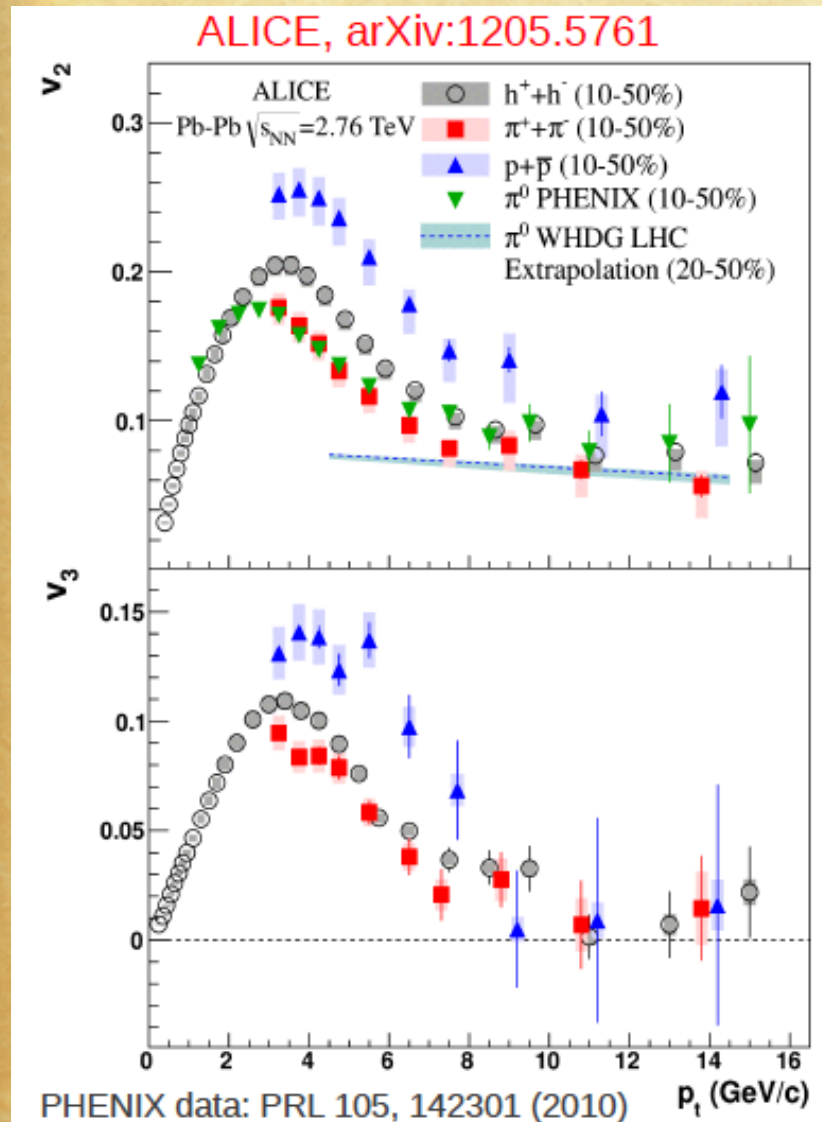 ALICE, arXiv:1205.5761
v₂
ALICE
Pb-Pb √s_NN=2.76 TeV
h⁺+h⁻ (10-50%)
π⁺+π⁻ (10-50%)
p+p̅ (10-50%)
π⁰ PHENIX (10-50%)
π⁰ WHDG LHC
Extrapolation (20-50%)
0.3
0.2
0.1
v₃
0.15
0.1
0.05
0
0 2 4 6 8 10 12 14 16
p_t (GeV/c)
PHENIX data: PRL 105, 142301 (2010)